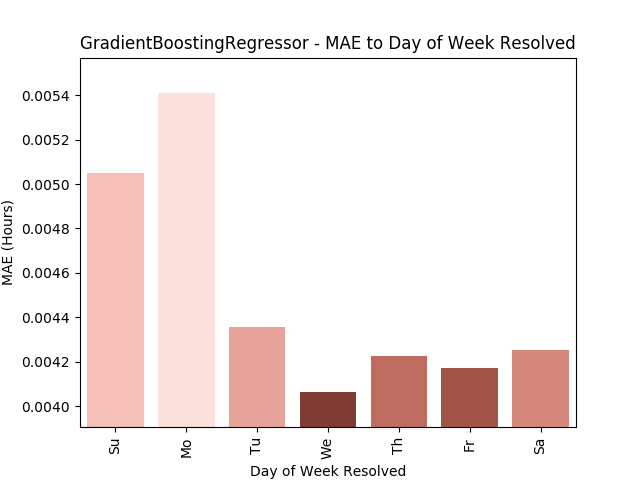 GradientBoostingRegressor - MAE to Day of Week Resolved
0.0054
0.0052
0.0050
0.0048
0.0046
0.0044
0.0042
0.0040
MAE (Hours)
Su
Mo
Tu
We
Th
Fr
Sa
Day of Week Resolved